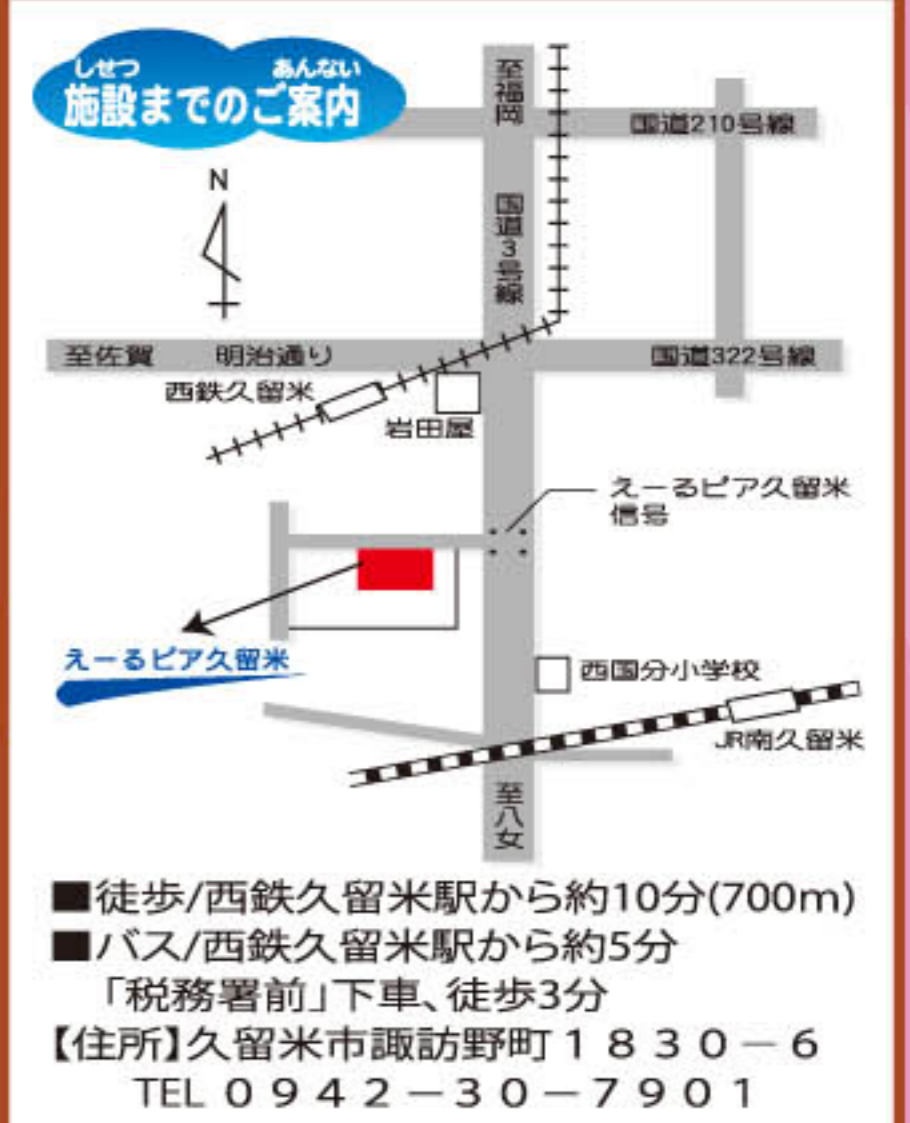 しせつ あんない
施設までのご案内
N
至福岡
国道210号線
国道3号線
至佐賀 明治通り
国道322号線
西鉄久留米
岩田屋
えーるピア久留米
信号
えーるピア久留米
西国分小学校
JR南久留米
至八女
■徒歩/西鉄久留米駅から約10分(700m)
■バス/西鉄久留米駅から約5分
「税務署前」下車、徒歩3分
【住所】久留米市諏訪野町1830-6
TEL 0942-30-7901